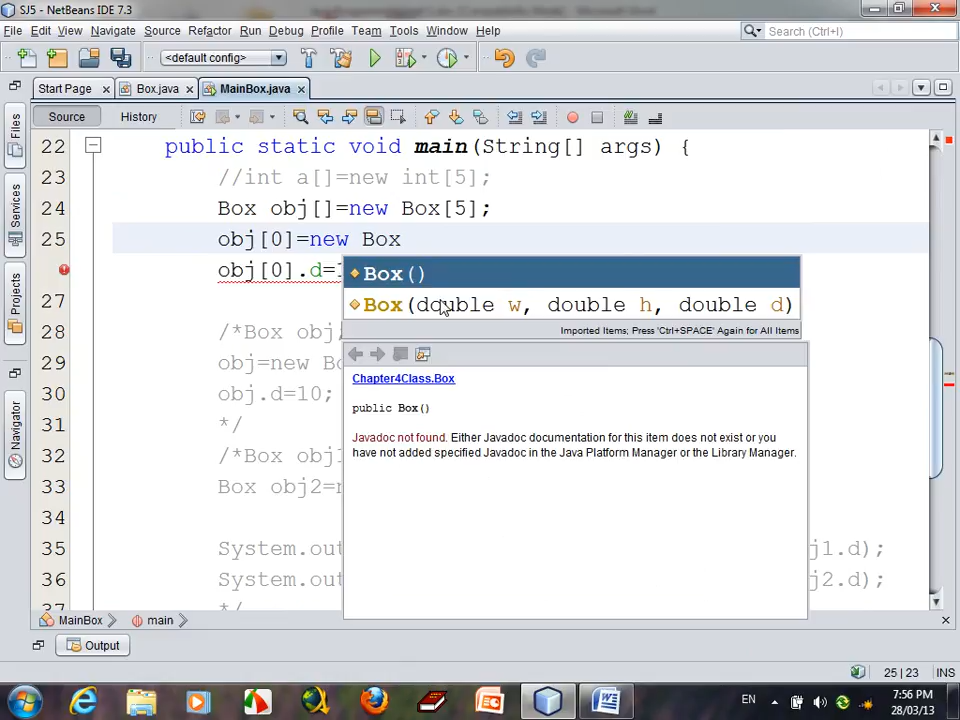 SJ5 - NetBeans IDE 7.3
File Edit View Navigate Source Refactor Run Debug Profile Team Tools Window Help
Search (Ctrl+I)
<default config>
Start Page Box.java MainBox.java
Source History
22 public static void main(String[] args) {
23 //int a[]=new int[5];
24 Box obj[]=new Box[5];
25 obj[0]=new Box
obj[0].d=
27
28 /*Box obj
29 obj=new Bo
30 obj.d=10;
31 */
32 /*Box obj1
33 Box obj2=n
34
35 System.out j1.d);
36 System.out j2.d);
37 */
Box()
Box(double w, double h, double d)
Imported Items; Press 'Ctrl+SPACE' Again for All Items
Chapter4Class.Box
public Box()
Javadoc not found. Either Javadoc documentation for this item does not exist or you
have not added specified Javadoc in the Java Platform Manager or the Library Manager.
Files
Services
Projects
Navigator
MainBox main
Output
25 | 23 INS
EN
7:56 PM
28/03/13